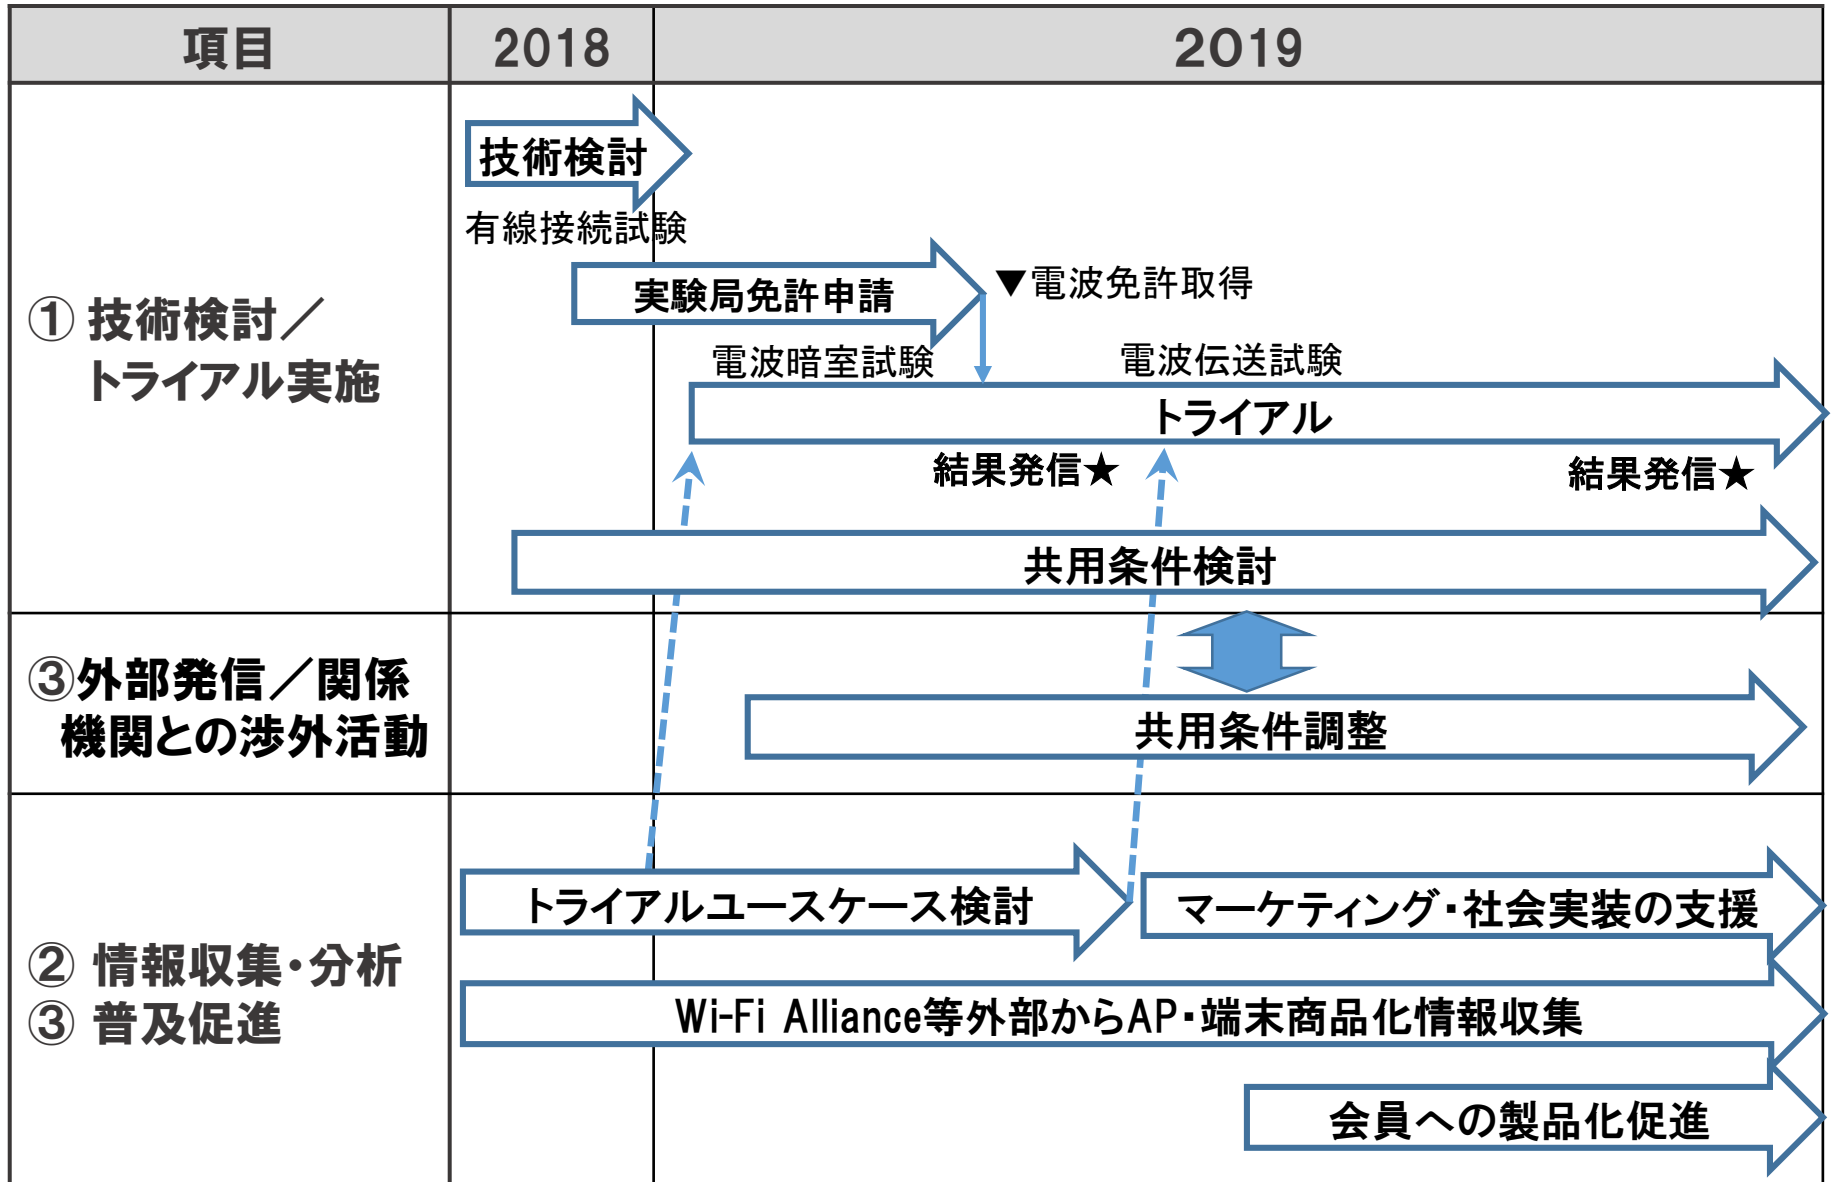 項目 2018 2019
技術検討
有線接続試験
実験局免許申請
▼電波免許取得
① 技術検討／
トライアル実施
電波暗室試験
電波伝送試験
トライアル
結果発信★
結果発信★
共用条件検討
③外部発信／関係
機関との渉外活動
共用条件調整
トライアルユースケース検討
マーケティング・社会実装の支援
② 情報収集・分析
③ 普及促進
Wi-Fi Alliance等外部からAP・端末商品化情報収集
会員への製品化促進